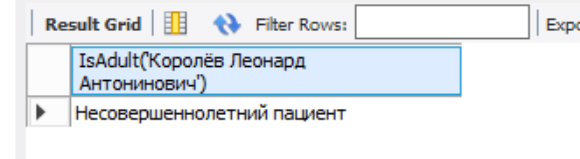 Result Grid Filter Rows: Expo
IsAdult('Королёв Леонард
Антонинович')
Несовершеннолетний пациент